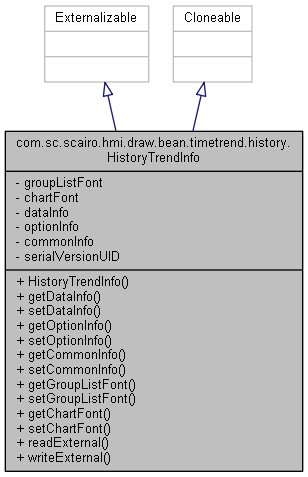 Externalizable
Cloneable
com.sc.scairo.hmi.draw.bean.timetrend.history.
HistoryTrendInfo
- groupListFont
- chartFont
- dataInfo
- optionInfo
- commonInfo
- serialVersionUID
+ HistoryTrendInfo()
+ getDataInfo()
+ setDataInfo()
+ getOptionInfo()
+ setOptionInfo()
+ getCommonInfo()
+ setCommonInfo()
+ getGroupListFont()
+ setGroupListFont()
+ getChartFont()
+ setChartFont()
+ readExternal()
+ writeExternal()